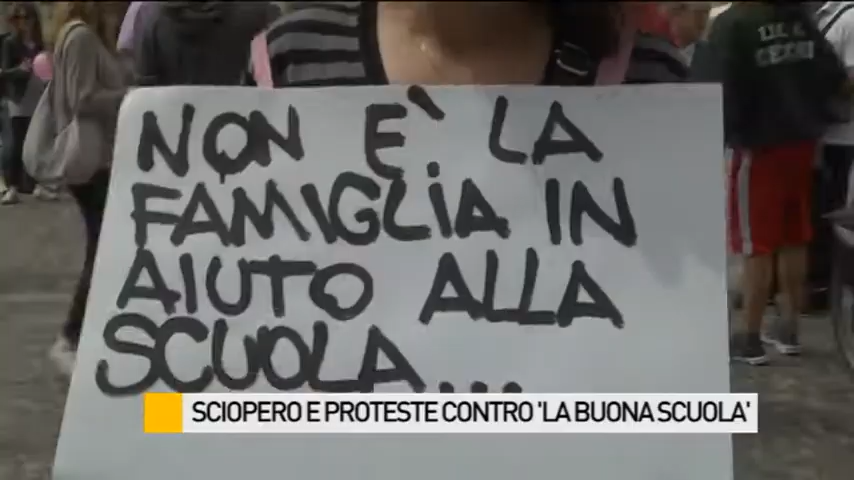 NON È LA
FAMIGLIA IN
AIUTO ALLA
SCUOLA...
SCIOPERO E PROTESTE CONTRO 'LA BUONA SCUOLA'